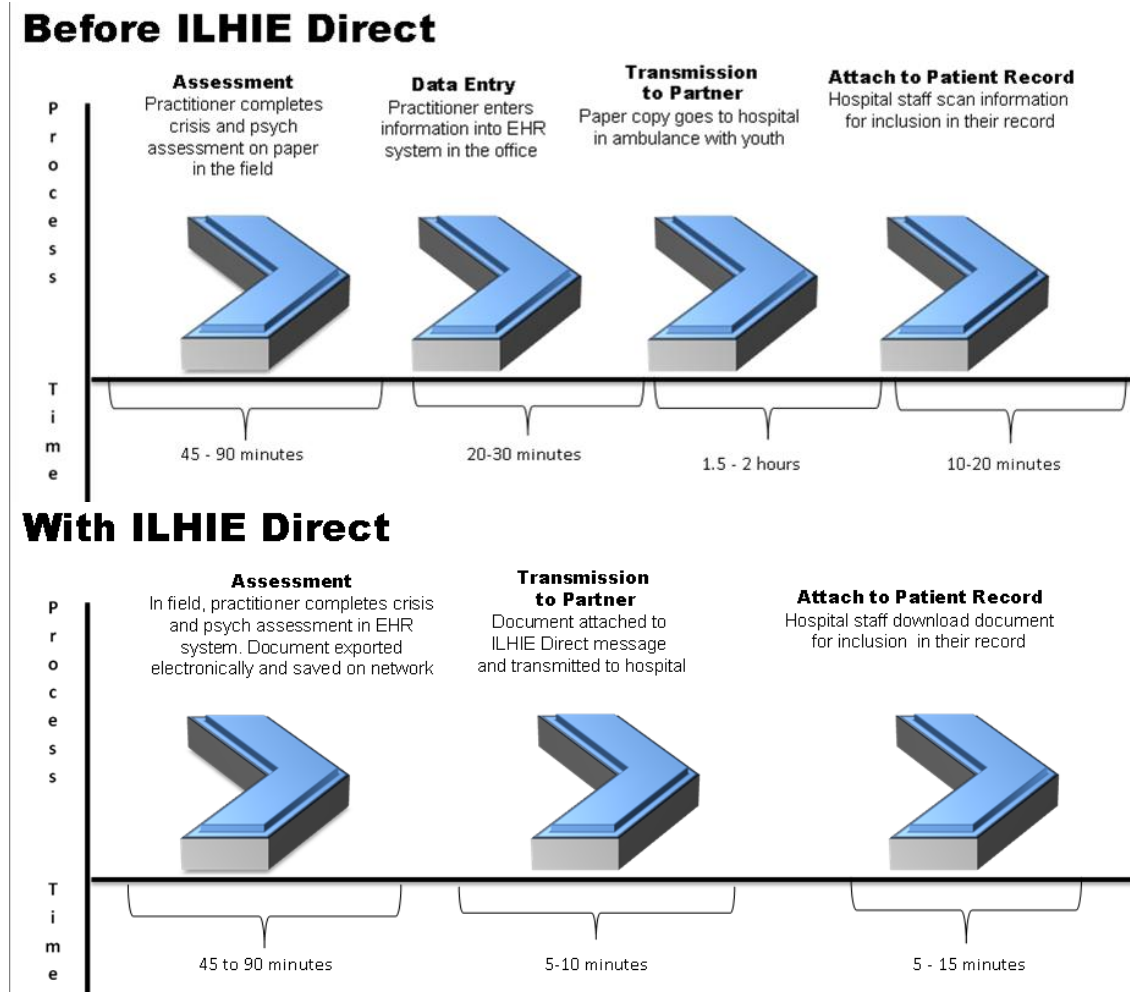 Before ILHIE Direct
Process
Assessment
Practitioner completes
crisis and psych
assessment on paper
in the field
Data Entry
Practitioner enters
information into EHR
system in the office
Transmission
to Partner
Paper copy goes to hospital
in ambulance with youth
Attach to Patient Record
Hospital staff scan information
for inclusion in their record
Time
45 - 90 minutes
20-30 minutes
1.5 - 2 hours
10-20 minutes
With ILHIE Direct
Process
Assessment
In field, practitioner completes crisis
and psych assessment in EHR
system. Document exported
electronically and saved on network
Transmission
to Partner
Document attached to
ILHIE Direct message
and transmitted to hospital
Attach to Patient Record
Hospital staff download document
for inclusion in their record
Time
45 to 90 minutes
5-10 minutes
5 - 15 minutes